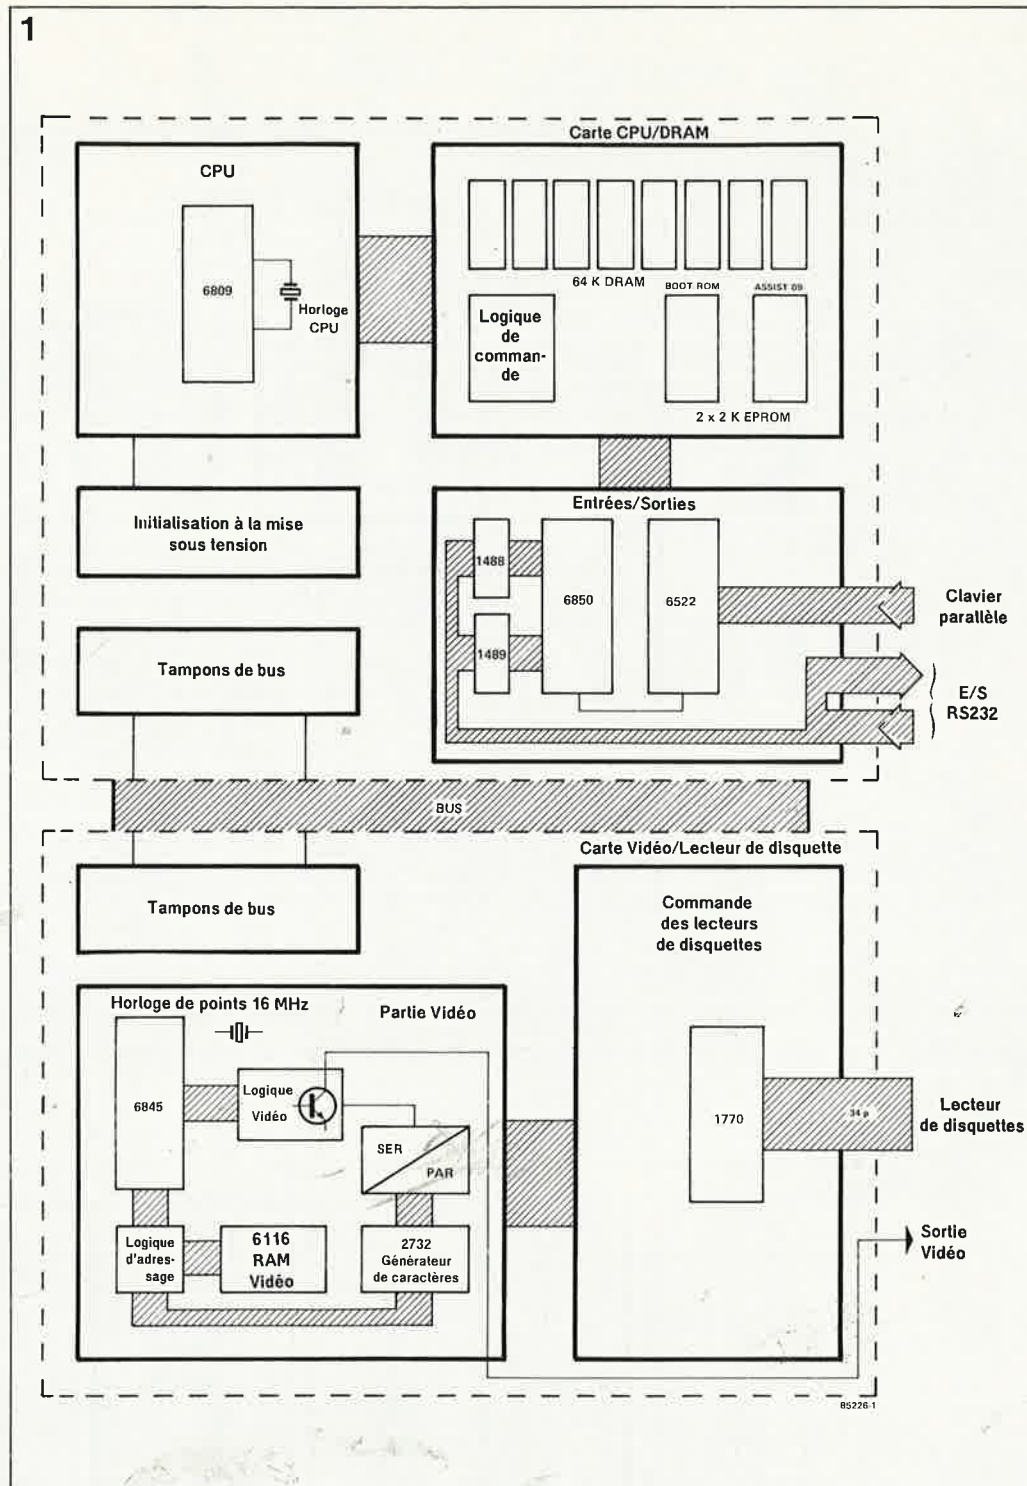 1
Carte CPU/DRAM
CPU
6809
Horloge
CPU
64 K DRAM
BOOT ROM
ASSIST 09
Logique
de
comman-
de
2 x 2 K EPROM
Initialisation à la mise
sous tension
Entrées/Sorties
1488
1489
6850
6522
Clavier
parallèle
E/S
RS232
Tampons de bus
BUS
Carte Vidéo/Lecteur de disquette
Tampons de bus
Commande
des lecteurs
de disquettes
Horloge de points 16 MHz
Partie Vidéo
6845
Logique
Vidéo
SER
PAR
1770
34 p
Lecteur
de disquettes
Logique
d'adres-
sage
6116
RAM
Vidéo
2732
Générateur
de caractères
Sortie
Vidéo
85226-1